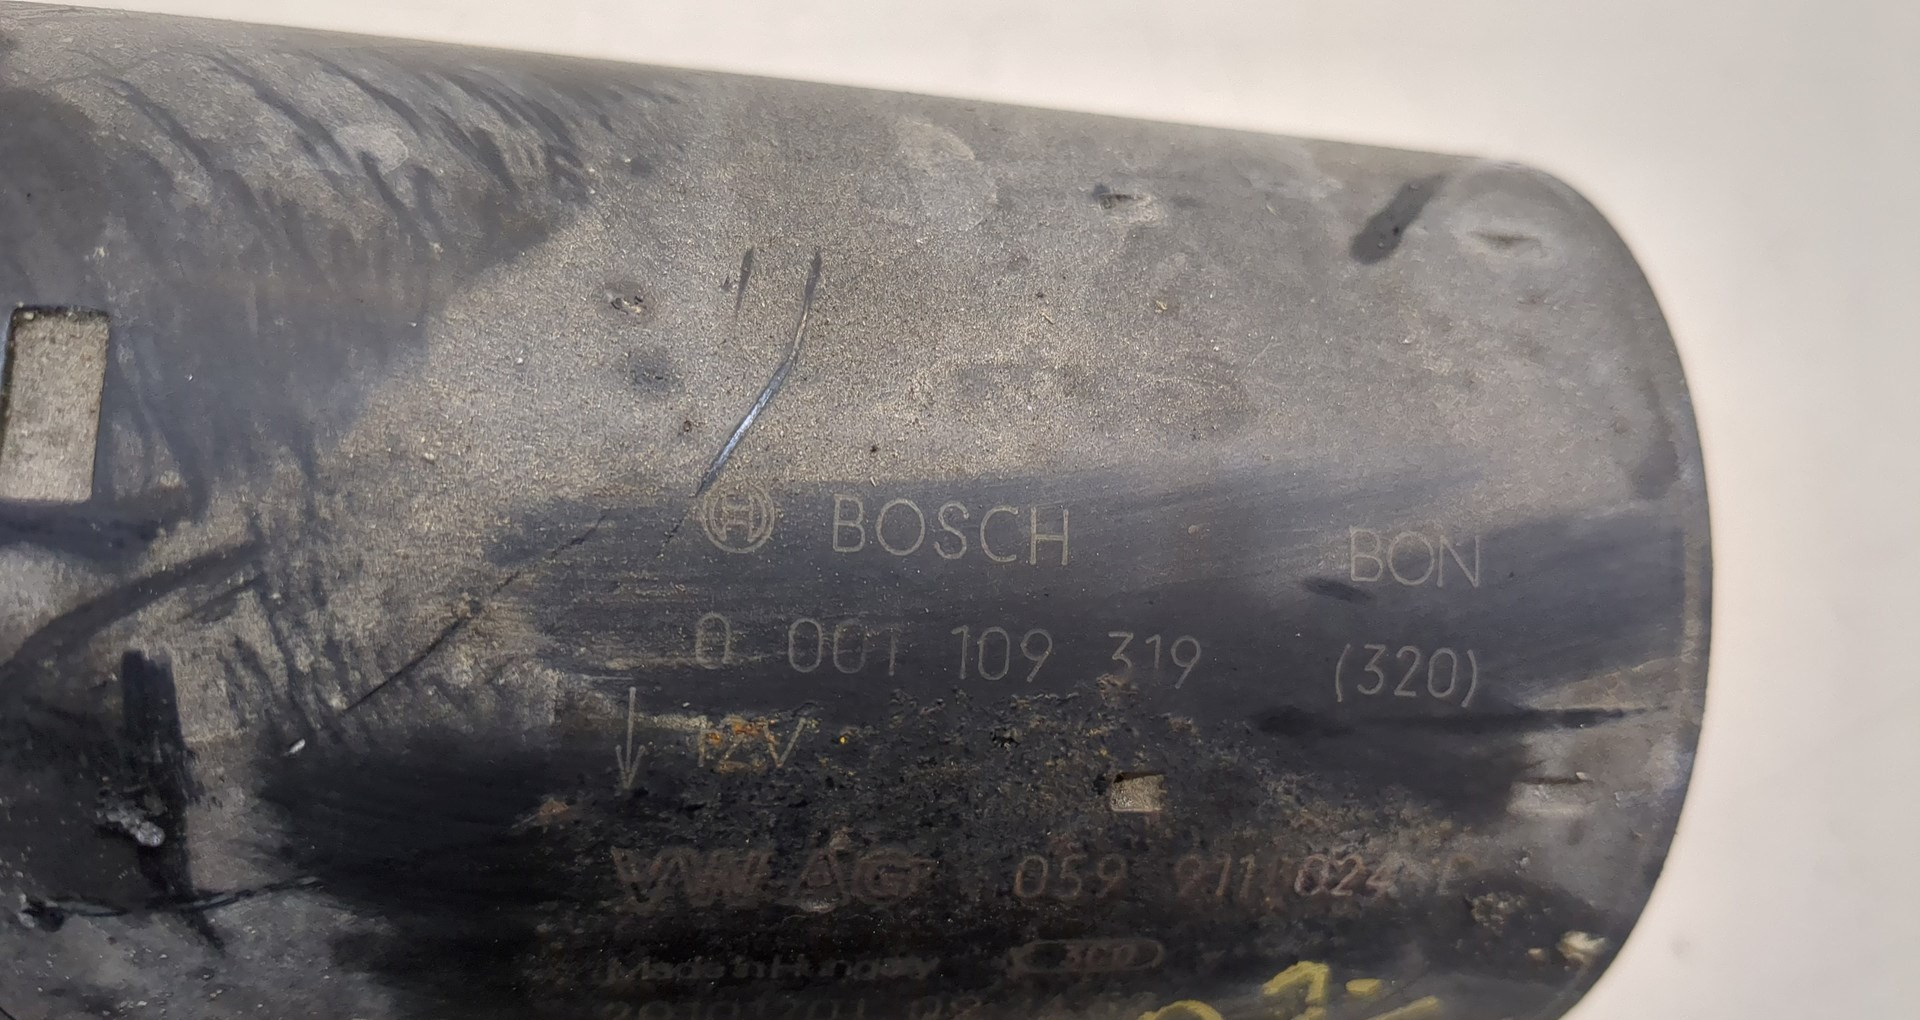 BOSCH BON
0 001 109 319 (320)
12V
VW AG 059 911 024
Made in Hungary